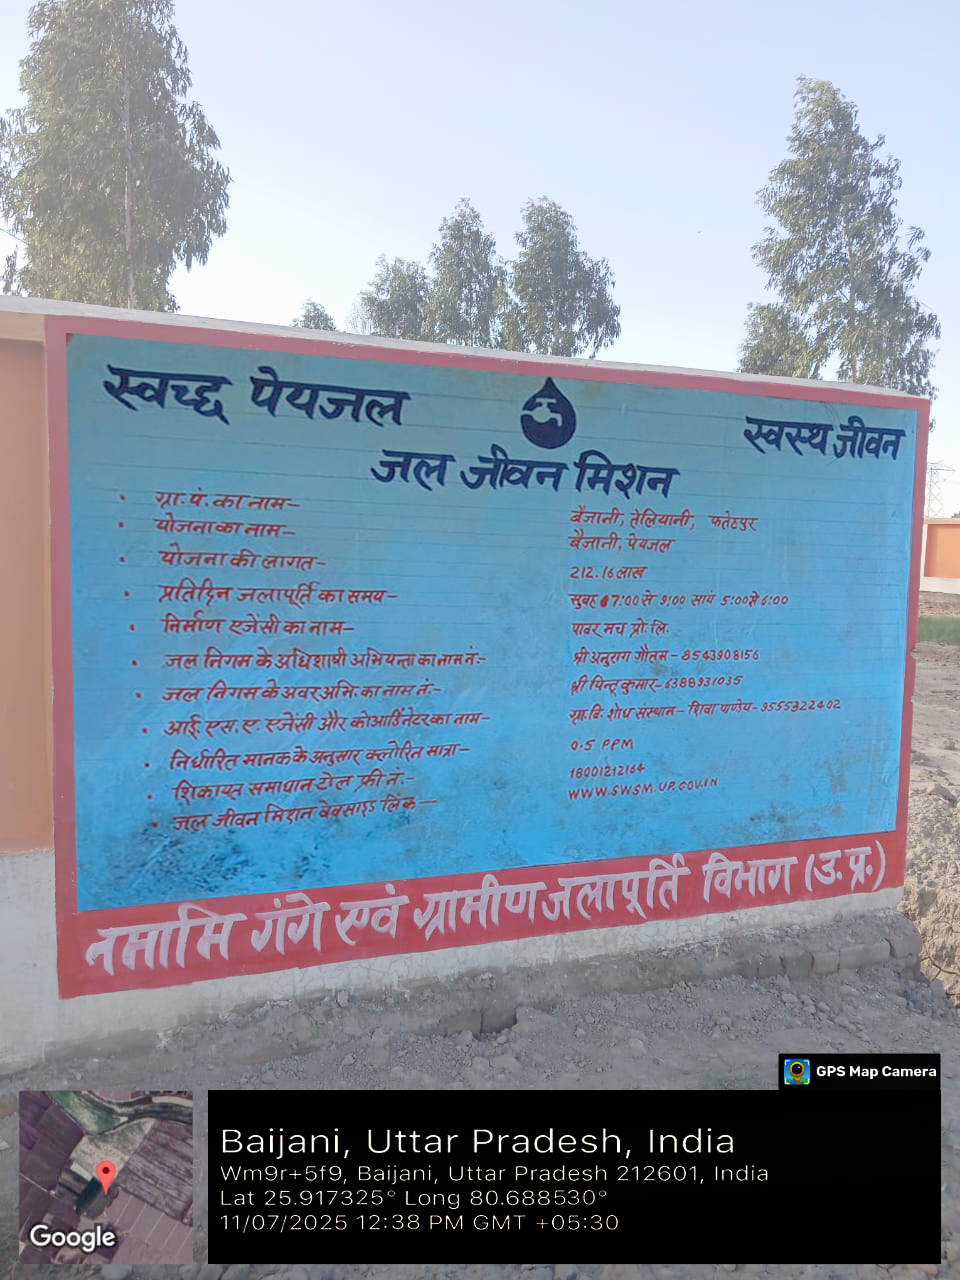 स्वच्छ पेयजल
स्वस्थ जीवन
जल जीवन मिशन
• ग्रा.पं.का नाम– बैजानी, तेलियानी, फतेहपुर
• योजना का नाम– बैजानी, पेयजल
• योजना की लागत– 212.16 लाख
• प्रतिदिन जलापूर्ति का समय– सुबह 7:00 से 9:00 सायं 5:00 से 6:00
• निर्माण एजेंसी का नाम– पावर मच प्रो. लि.
• जल निगम के अधिशाषी अभियन्ता का नाम नं:– श्री अनुराग गौतम– 8543908156
• जल निगम के अवर अभि. का नाम नं:– श्री पिन्टू कुमार– 6388931035
• आई एस. ए. एजेंसी और कोआर्डिनेटर का नाम– ग्रा. वि. शोध संस्थान– शिवा पाण्डेय– 9555322402
• निर्धारित मानक के अनुसार क्लोरिन मात्रा– 0.5 PPM
• शिकायत समाधान टोल फ्री नं:– 18001212164
• जल जीवन मिशन बेवसाइड लिंक– WWW.SWSM.UP.GOV.IN
नमामि गंगे एवं ग्रामीण जलापूर्ति विभाग (उ.प्र.)
GPS Map Camera
Baijani, Uttar Pradesh, India
Wm9r+5f9, Baijani, Uttar Pradesh 212601, India
Lat 25.917325° Long 80.688530°
11/07/2025 12:38 PM GMT +05:30
Google